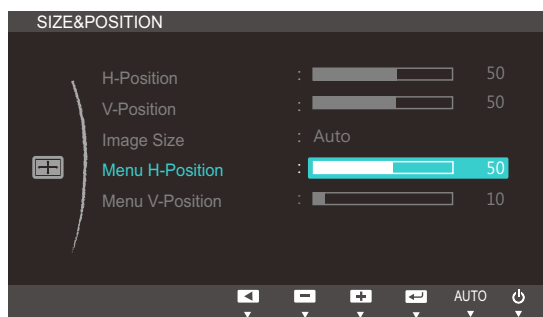 SIZE&POSITION
H-Position : 50
V-Position : 50
Image Size : Auto
Menu H-Position : 50
Menu V-Position : 10
AUTO